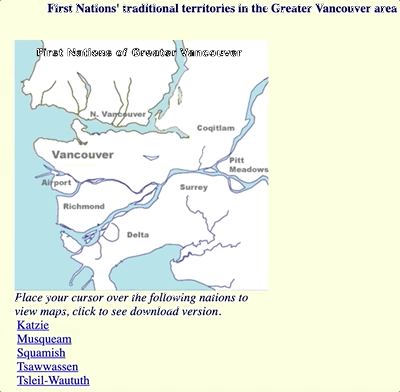 First Nations' traditional territories in the Greater Vancouver area
First Nations of Greater Vancouver
N. Vancouver
Coqitlam
Vancouver
Pitt
Meadows
Airport
Surrey
Richmond
Delta
Place your cursor over the following nations to
view maps, click to see download version.
Katzie
Musqueam
Squamish
Tsawwassen
Tsleil-Waututh